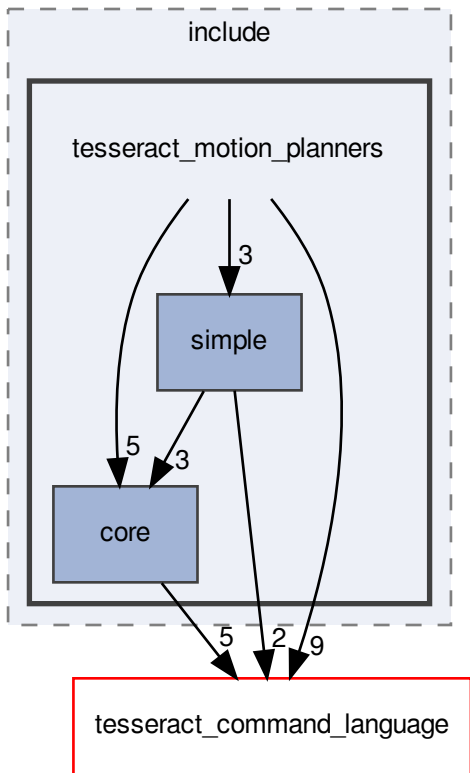 include
tesseract_motion_planners
3
simple
5
3
core
5
2
9
tesseract_command_language